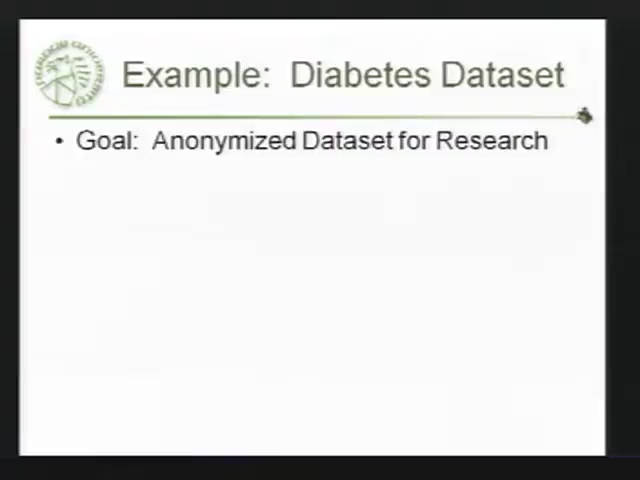 Example: Diabetes Dataset
• Goal: Anonymized Dataset for Research